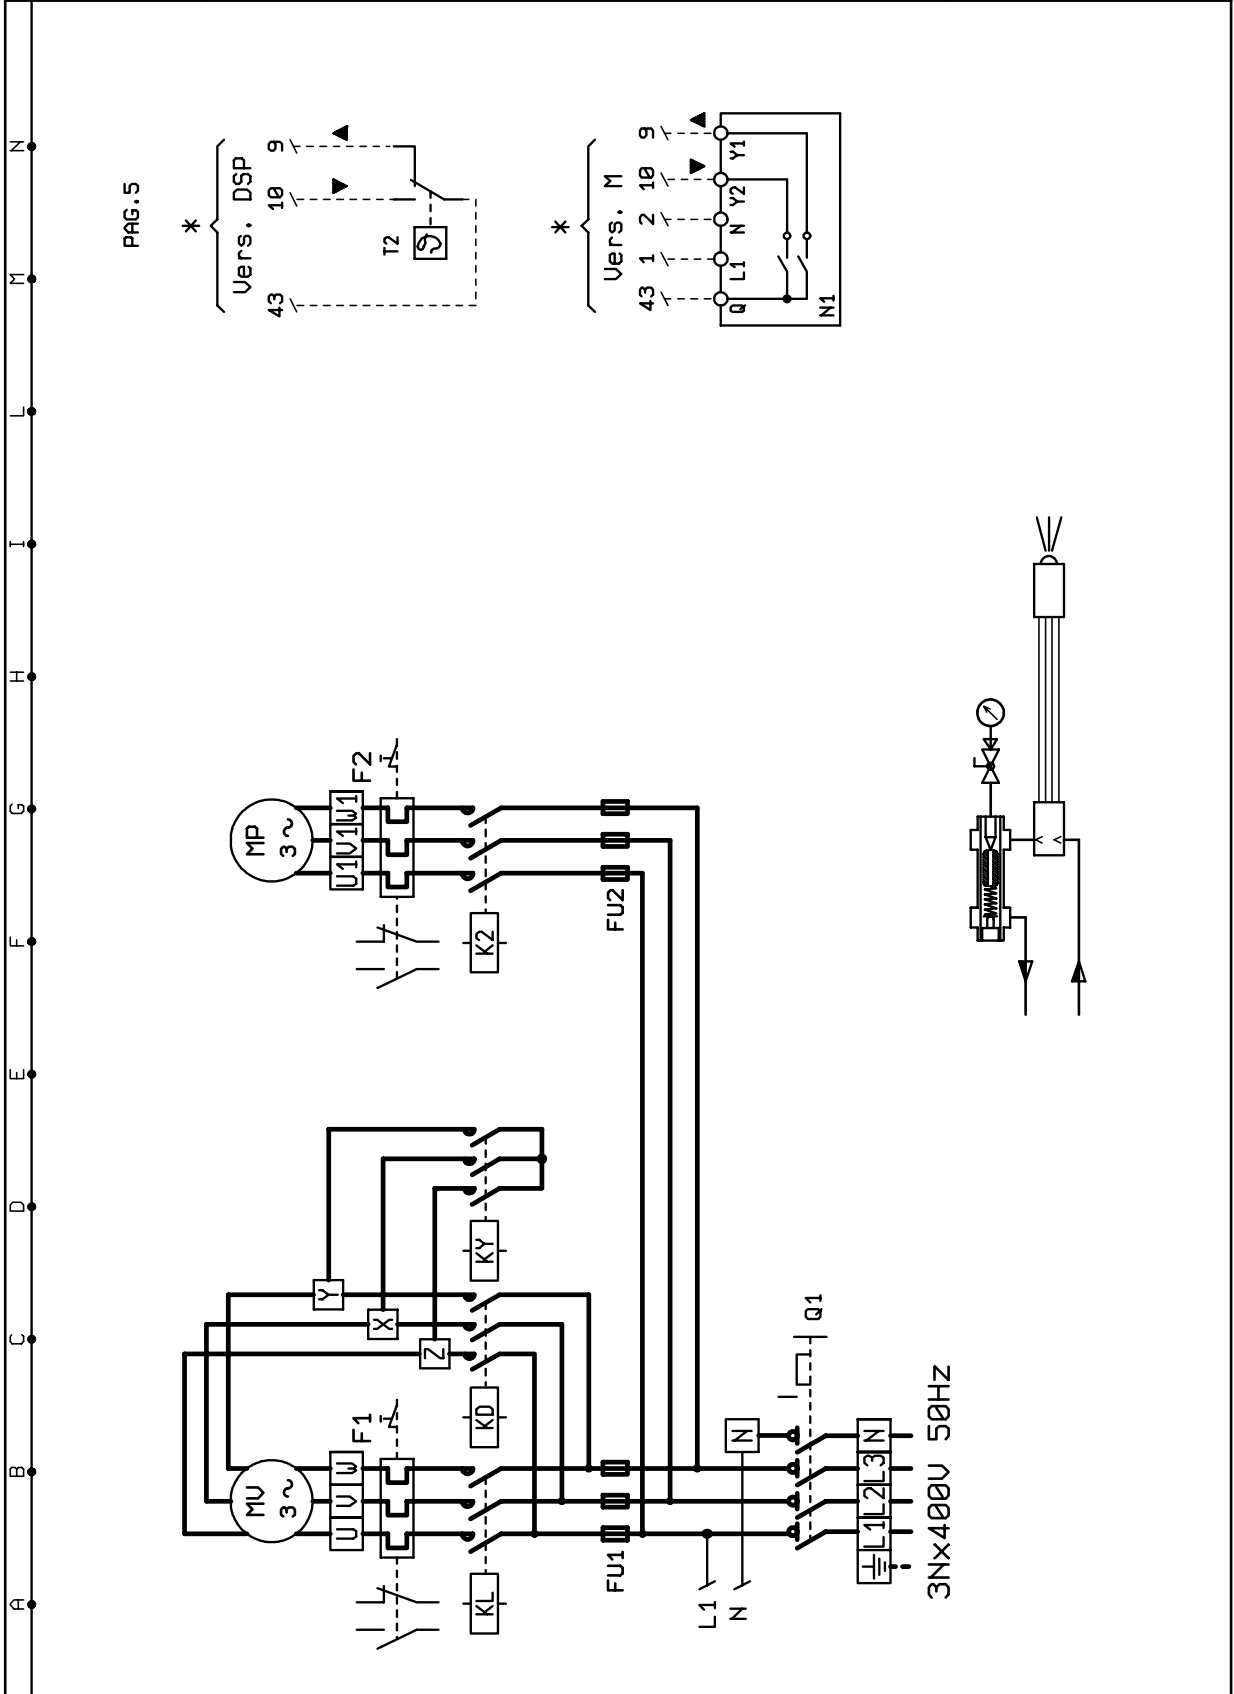 A B C D E F G H I L M N
PAG.5
*
Vers. DSP
43 10 9
T2
MV
3~
U V W
F1
Y
X
Z
MP
3~
U1 V1 W1
F2
KL KD KY K2
*
Vers. M
43 1 2 10 9
Q L1 N Y2 Y1
N1
FU1 FU2
L1
N
N
Q1
L1 L2 L3 N
3Nx400V 50Hz